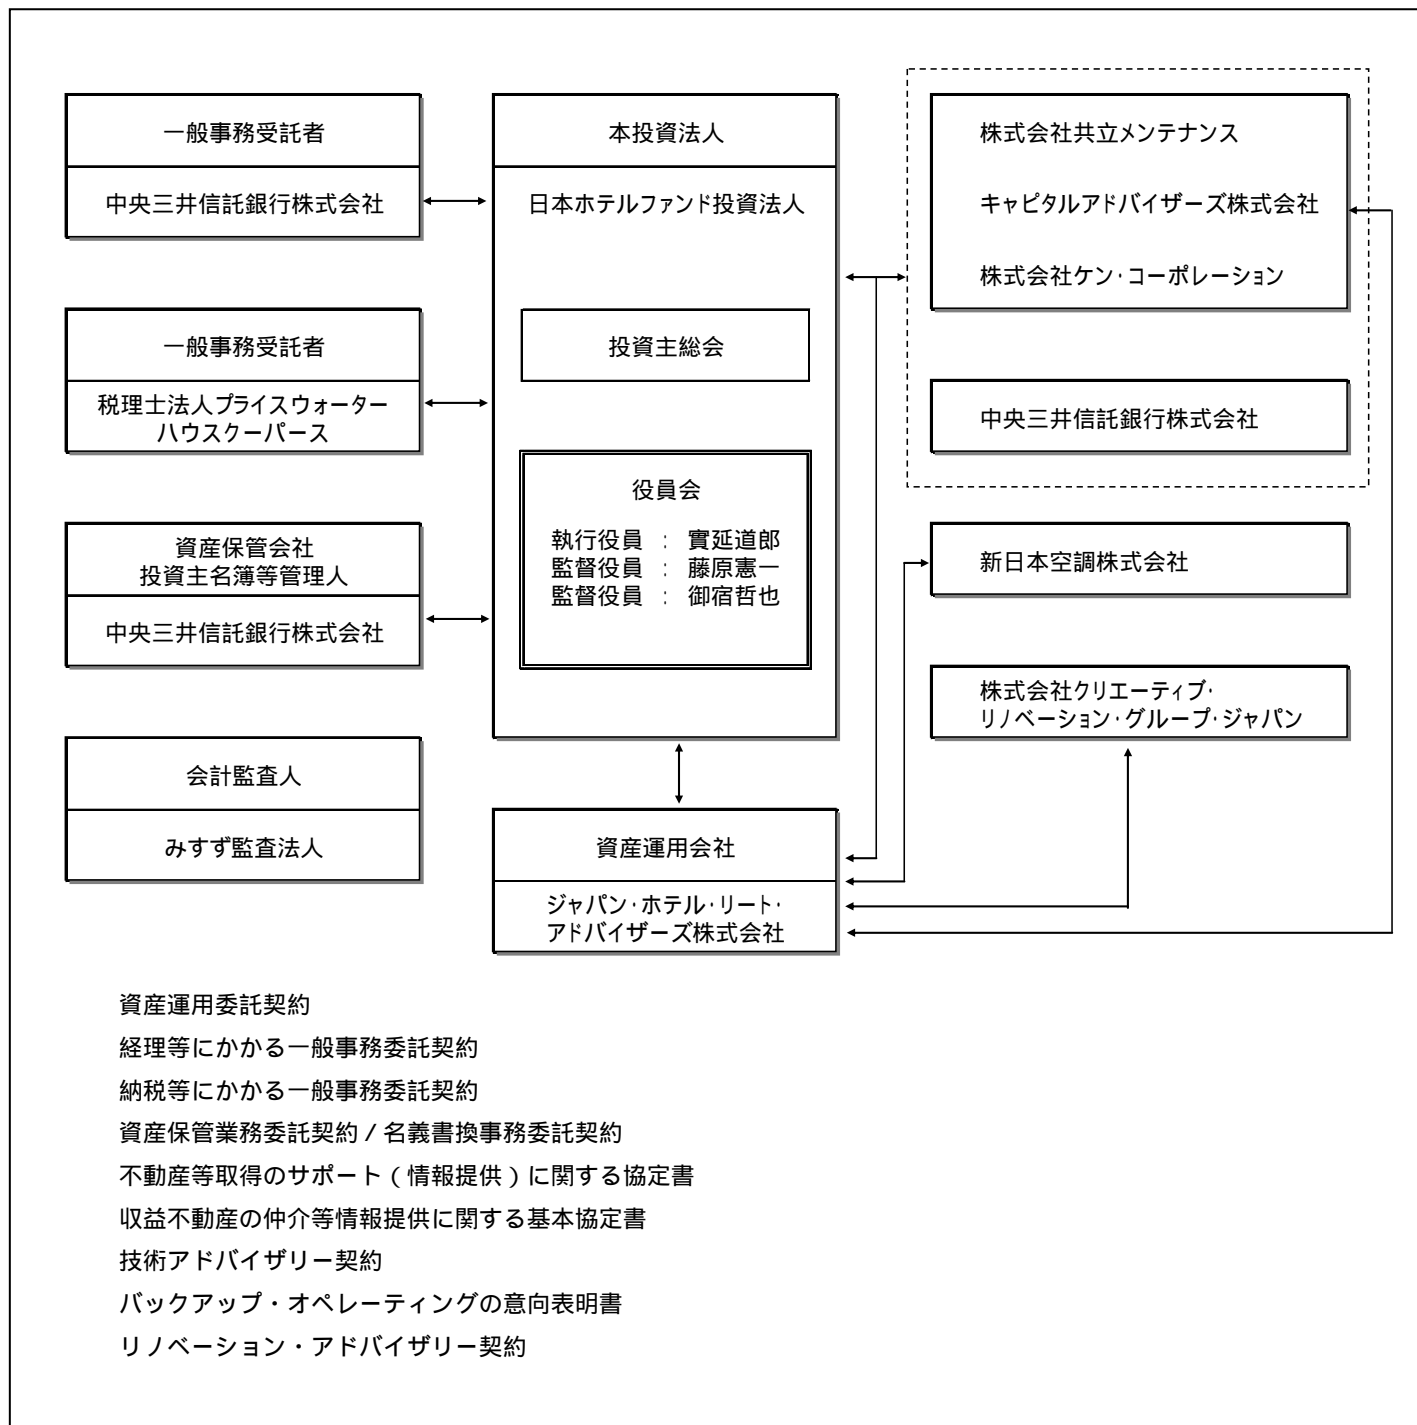 一般事務受託者
中央三井信託銀行株式会社
一般事務受託者
税理士法人プライスウォーター
ハウスクーパース
資産保管会社
投資主名簿等管理人
中央三井信託銀行株式会社
会計監査人
みすず監査法人
本投資法人
日本ホテルファンド投資法人
投資主総会
役員会
執行役員 : 實延道郎
監督役員 : 藤原憲一
監督役員 : 御宿哲也
資産運用会社
ジャパン・ホテル・リート・
アドバイザーズ株式会社
株式会社共立メンテナンス
キャピタルアドバイザーズ株式会社
株式会社ケン・コーポレーション
中央三井信託銀行株式会社
新日本空調株式会社
株式会社クリエーティブ・
リノベーション・グループ・ジャパン
資産運用委託契約
経理等にかかる一般事務委託契約
納税等にかかる一般事務委託契約
資産保管業務委託契約/名義書換事務委託契約
不動産等取得のサポート(情報提供)に関する協定書
収益不動産の仲介等情報提供に関する基本協定書
技術アドバイザリー契約
バックアップ・オペレーティングの意向表明書
リノベーション・アドバイザリー契約